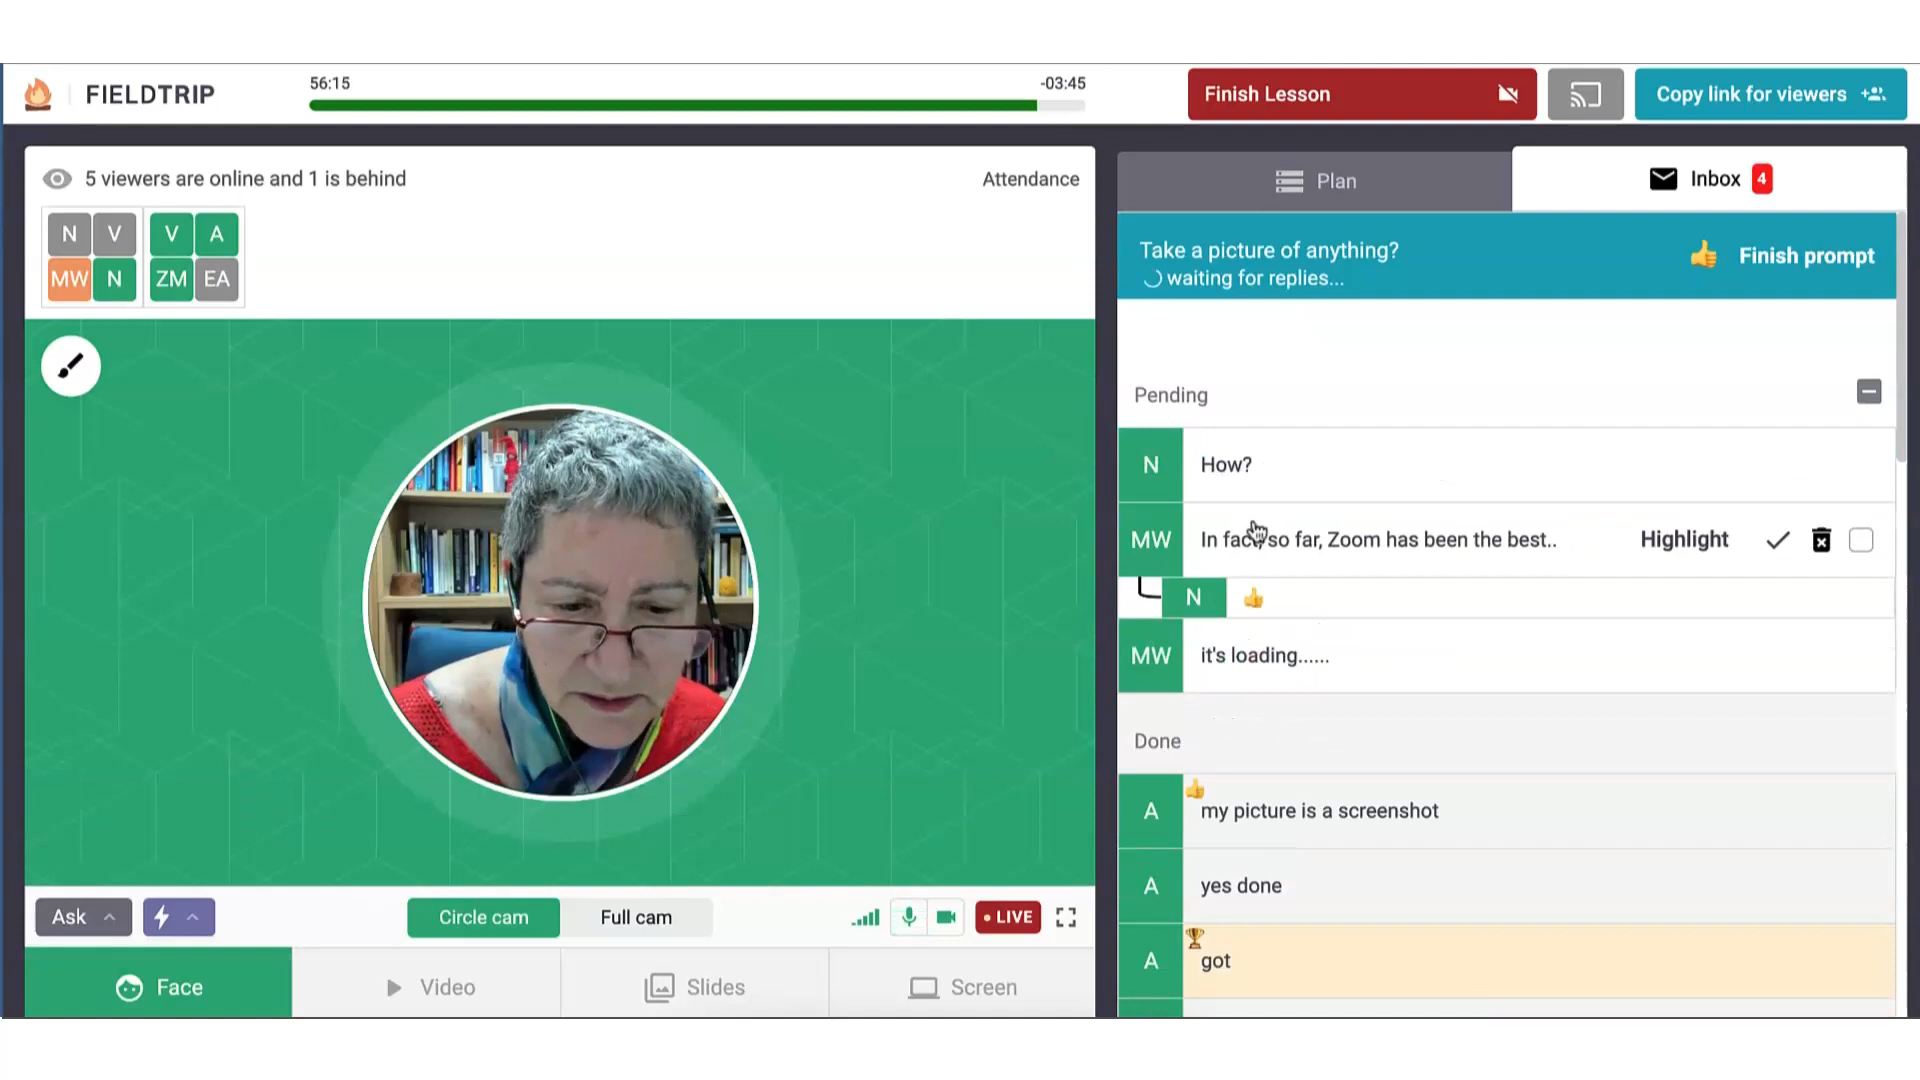 FIELDTRIP
56:15
-03:45
Finish Lesson
Copy link for viewers
5 viewers are online and 1 is behind
Attendance
N V V A
MW N ZM EA
Plan
Inbox 4
Take a picture of anything?
waiting for replies...
Finish prompt
Pending
N How?
MW In fact, so far, Zoom has been the best.. Highlight
N
MW it's loading......
Done
A my picture is a screenshot
A yes done
A got
Ask
Circle cam
Full cam
LIVE
Face
Video
Slides
Screen